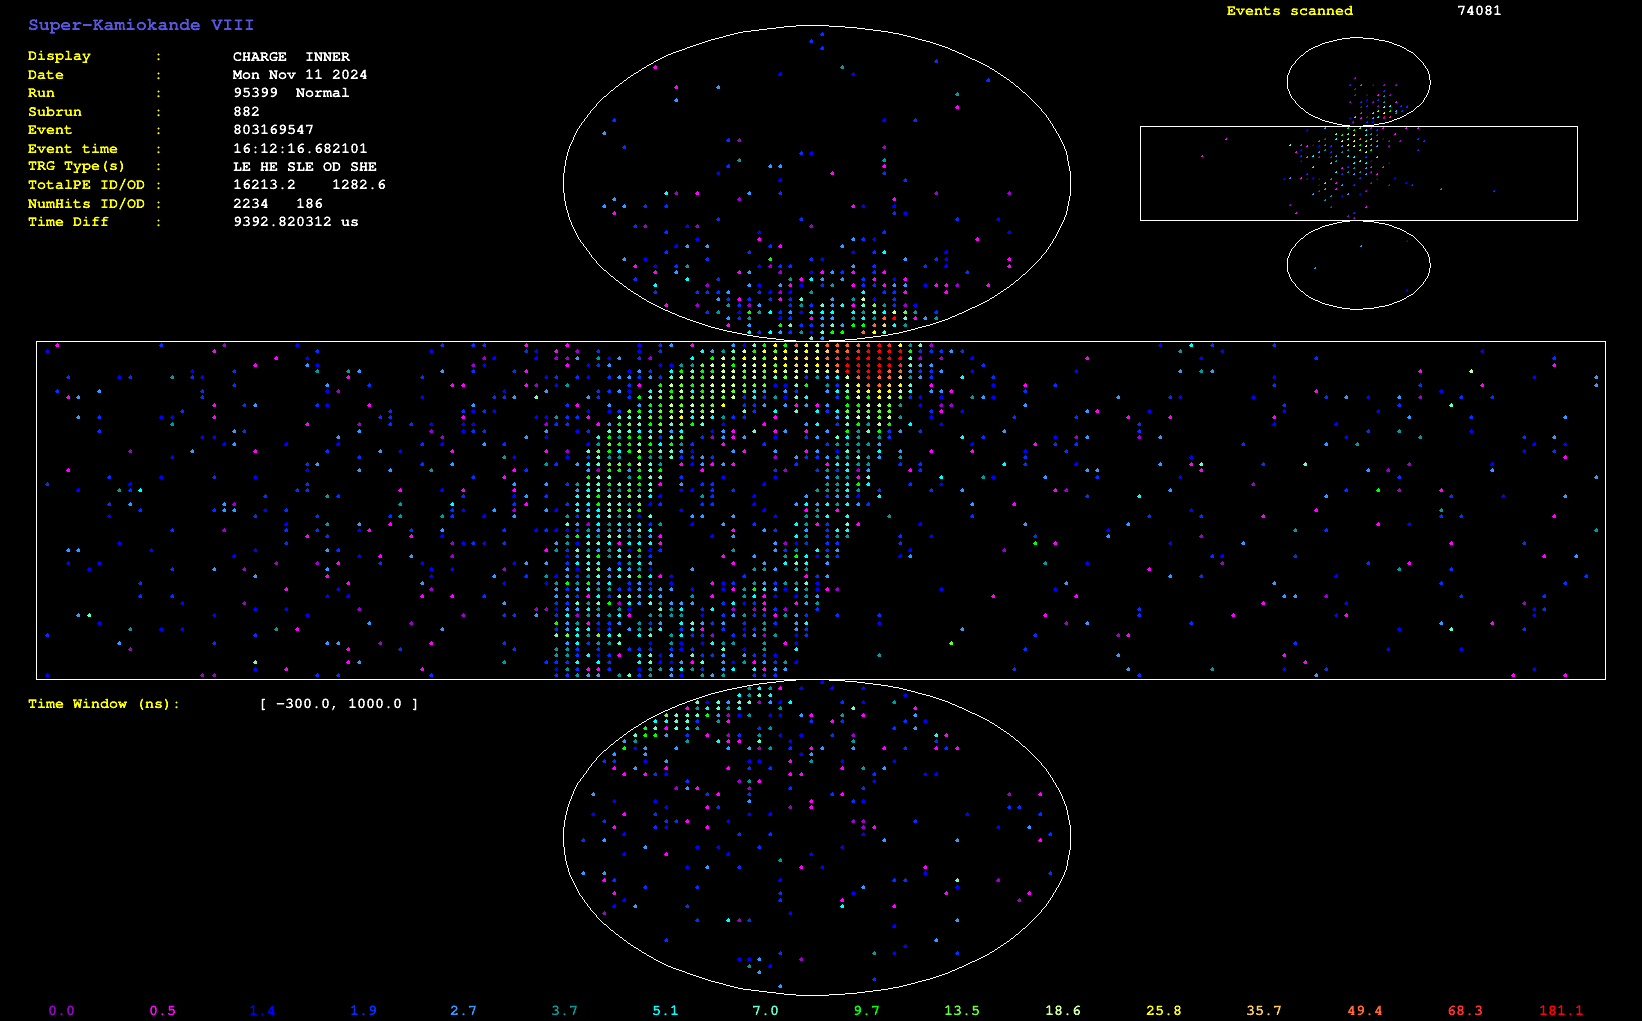 Super-Kamiokande VIII
Display : CHARGE INNER
Date : Mon Nov 11 2024
Run : 95399 Normal
Subrun : 882
Event : 803169547
Event time : 16:12:16.682101
TRG Type(s) : LE HE SLE OD SHE
TotalPE ID/OD : 16213.2 1282.6
NumHits ID/OD : 2234 186
Time Diff : 9392.820312 us
Events scanned 74081
Time Window (ns): [ -300.0, 1000.0 ]
0.0 0.5 1.4 1.9 2.7 3.7 5.1 7.0 9.7 13.5 18.6 25.8 35.7 49.4 68.3 181.1